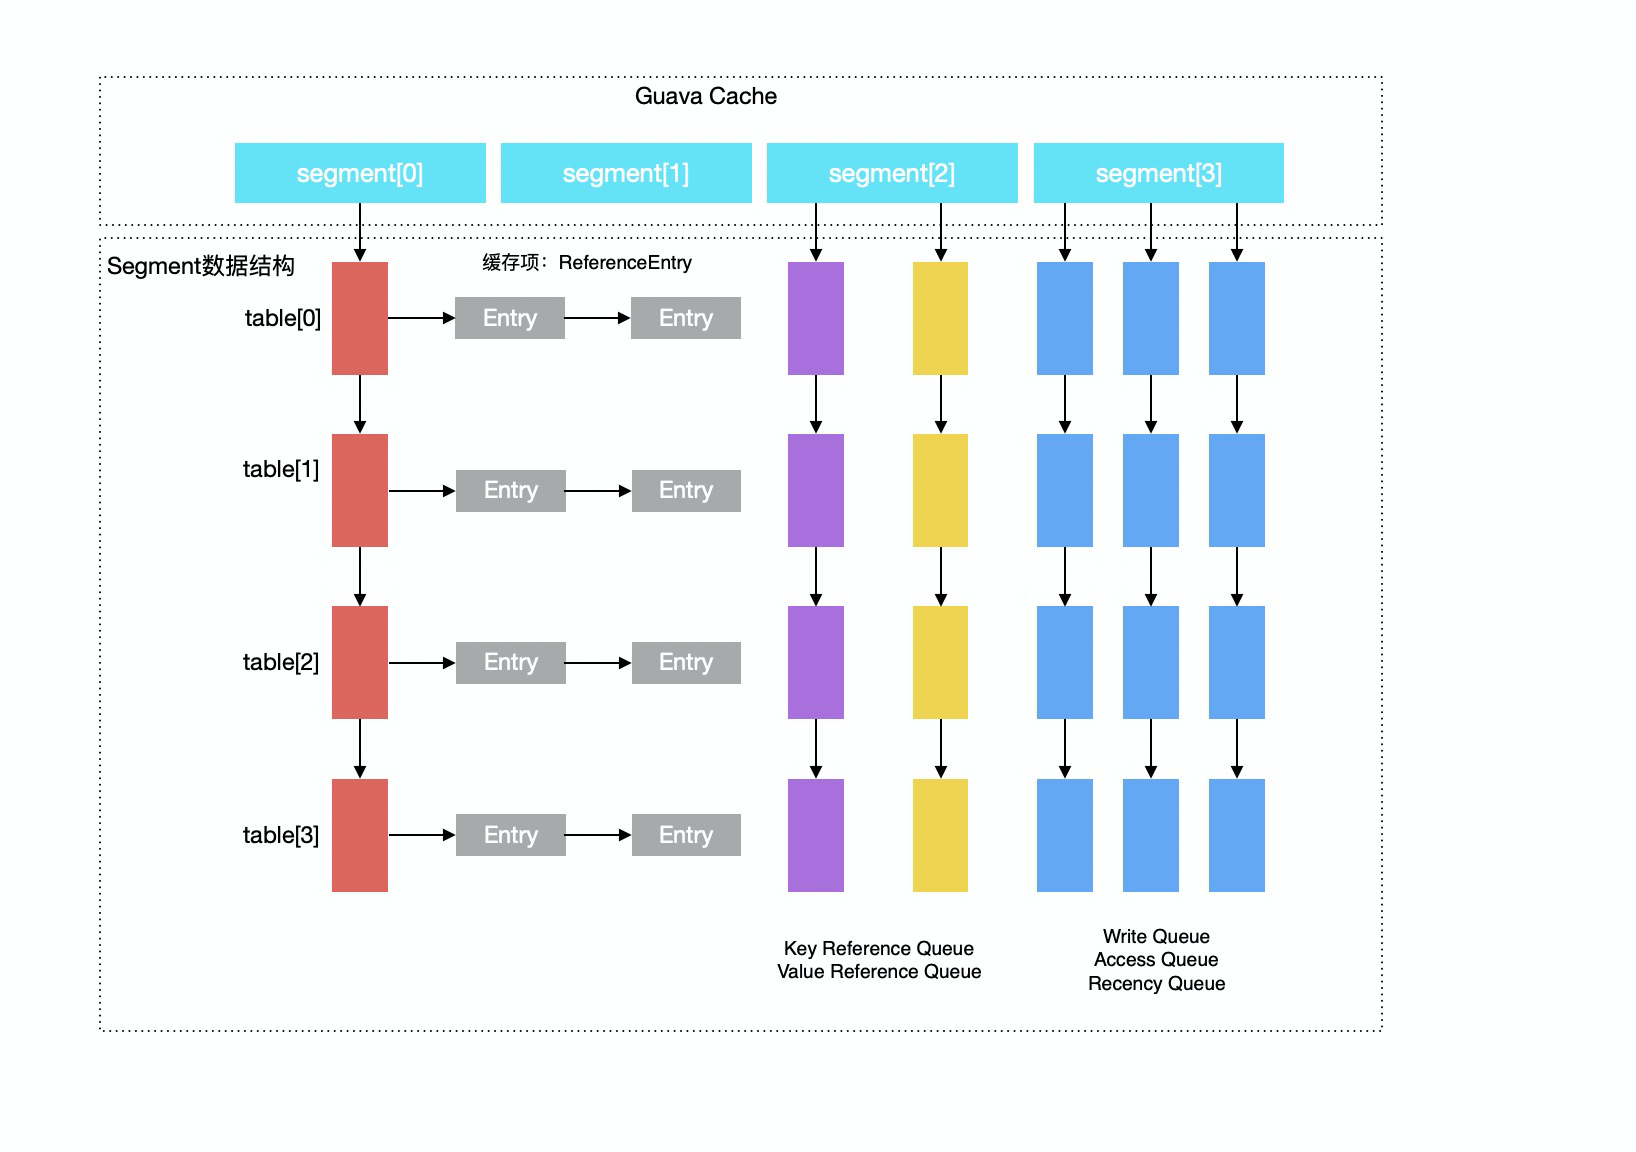 Guava Cache
segment[0]
segment[1]
segment[2]
segment[3]
Segment数据结构
缓存项：ReferenceEntry
table[0]
Entry
Entry
table[1]
Entry
Entry
table[2]
Entry
Entry
table[3]
Entry
Entry
Key Reference Queue
Value Reference Queue
Write Queue
Access Queue
Recency Queue